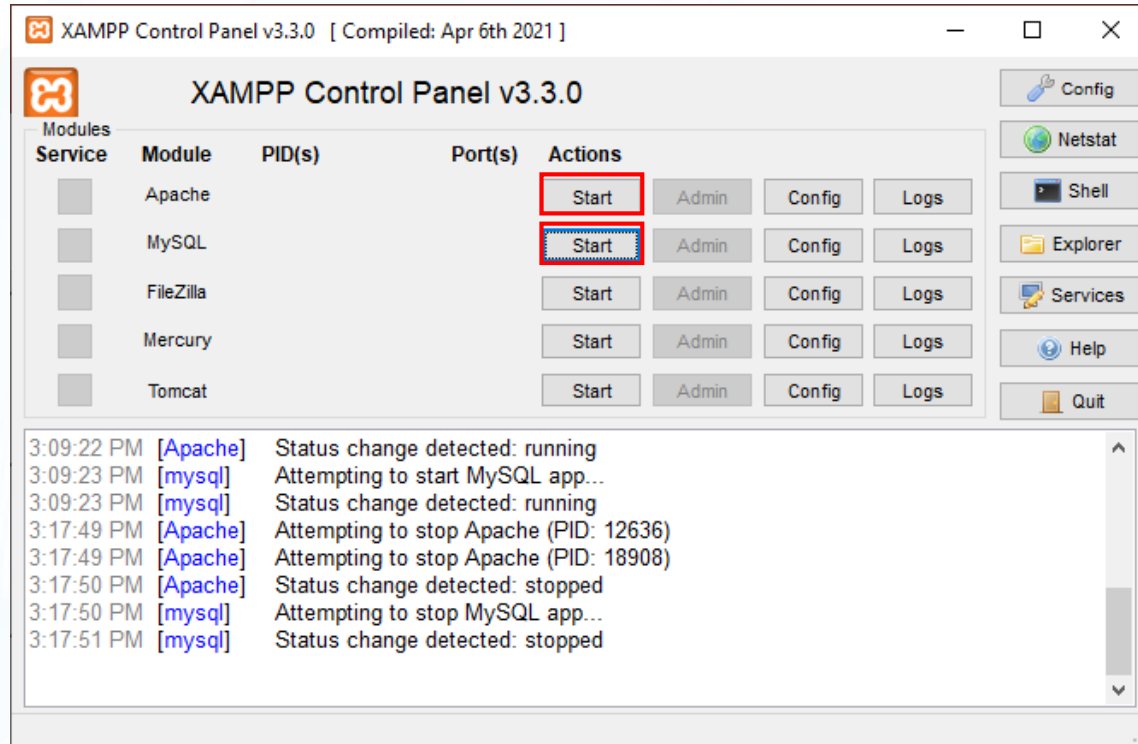 XAMPP Control Panel v3.3.0 [ Compiled: Apr 6th 2021 ]
XAMPP Control Panel v3.3.0
Config
Modules
Service Module PID(s) Port(s) Actions
Netstat
Apache Start Admin Config Logs
Shell
MySQL Start Admin Config Logs
Explorer
FileZilla Start Admin Config Logs
Services
Mercury Start Admin Config Logs
Help
Tomcat Start Admin Config Logs
Quit
3:09:22 PM [Apache] Status change detected: running
3:09:23 PM [mysql] Attempting to start MySQL app...
3:09:23 PM [mysql] Status change detected: running
3:17:49 PM [Apache] Attempting to stop Apache (PID: 12636)
3:17:49 PM [Apache] Attempting to stop Apache (PID: 18908)
3:17:50 PM [Apache] Status change detected: stopped
3:17:50 PM [mysql] Attempting to stop MySQL app...
3:17:51 PM [mysql] Status change detected: stopped